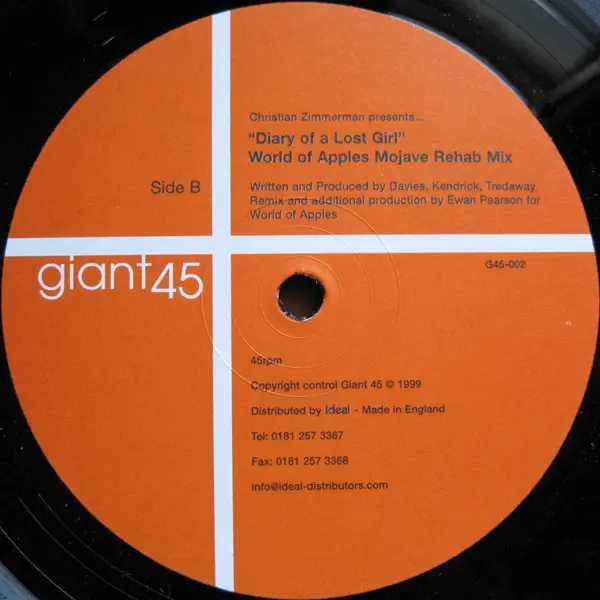 Christian Zimmerman presents...
"Diary of a Lost Girl"
World of Apples Mojave Rehab Mix
Side B
Written and Produced by Davies, Kendrick, Tredaway.
Remix and additional production by Ewan Pearson for
World of Apples
giant45
G45-002
45rpm
Copyright control Giant 45 © 1999
Distributed by Ideal - Made in England
Tel: 0181 257 3367
Fax: 0181 257 3368
info@ideal-distributors.com